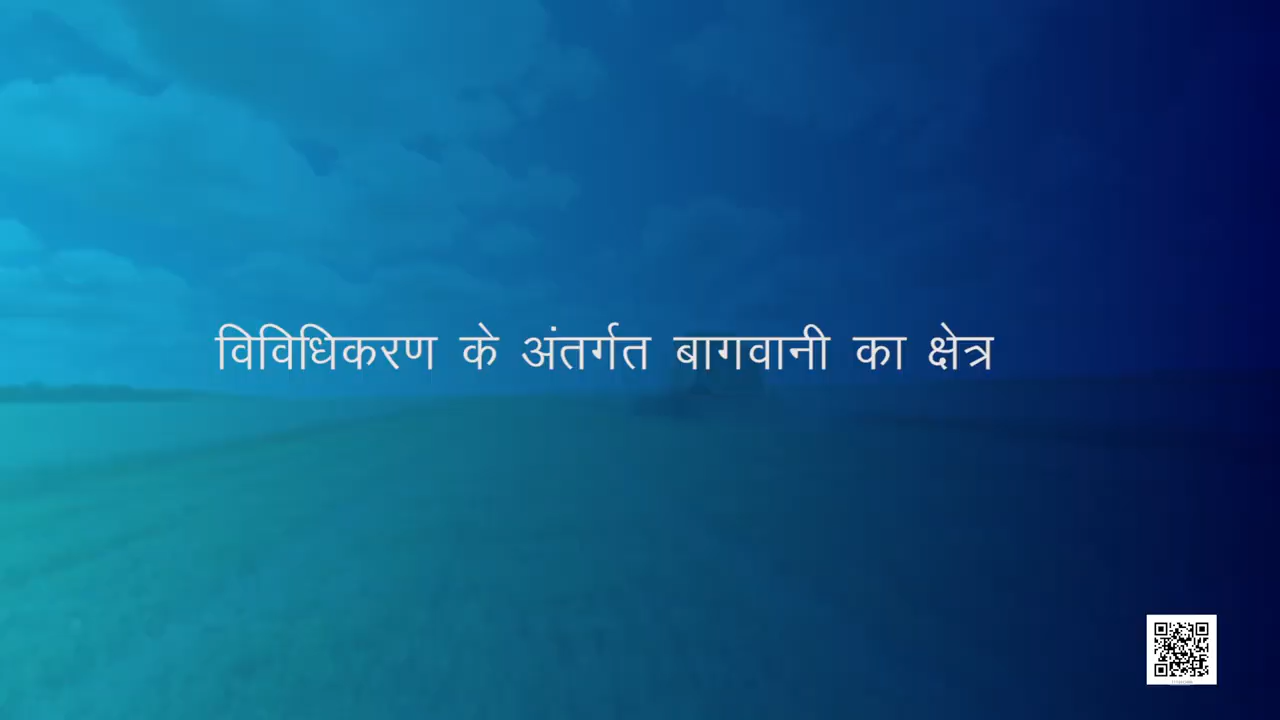 विविधिकरण के अंतर्गत बागवानी का क्षेत्र